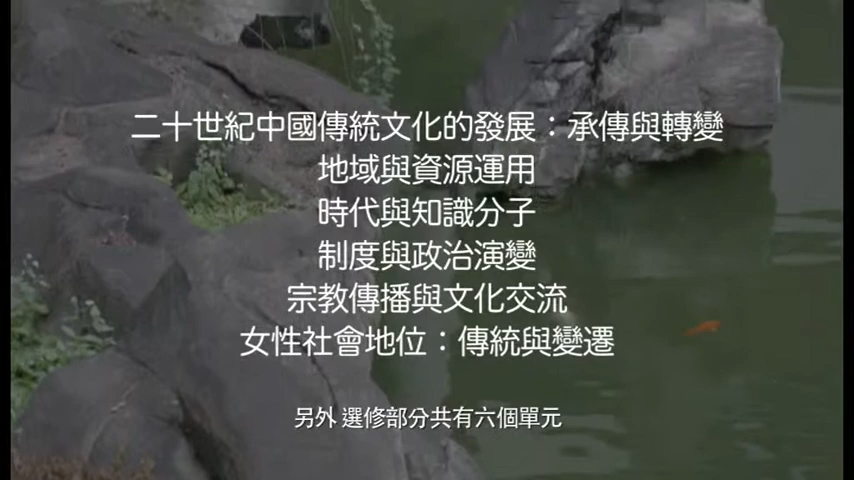 二十世紀中國傳統文化的發展：承傳與轉變
地域與資源運用
時代與知識分子
制度與政治演變
宗教傳播與文化交流
女性社會地位：傳統與變遷
另外 選修部分共有六個單元